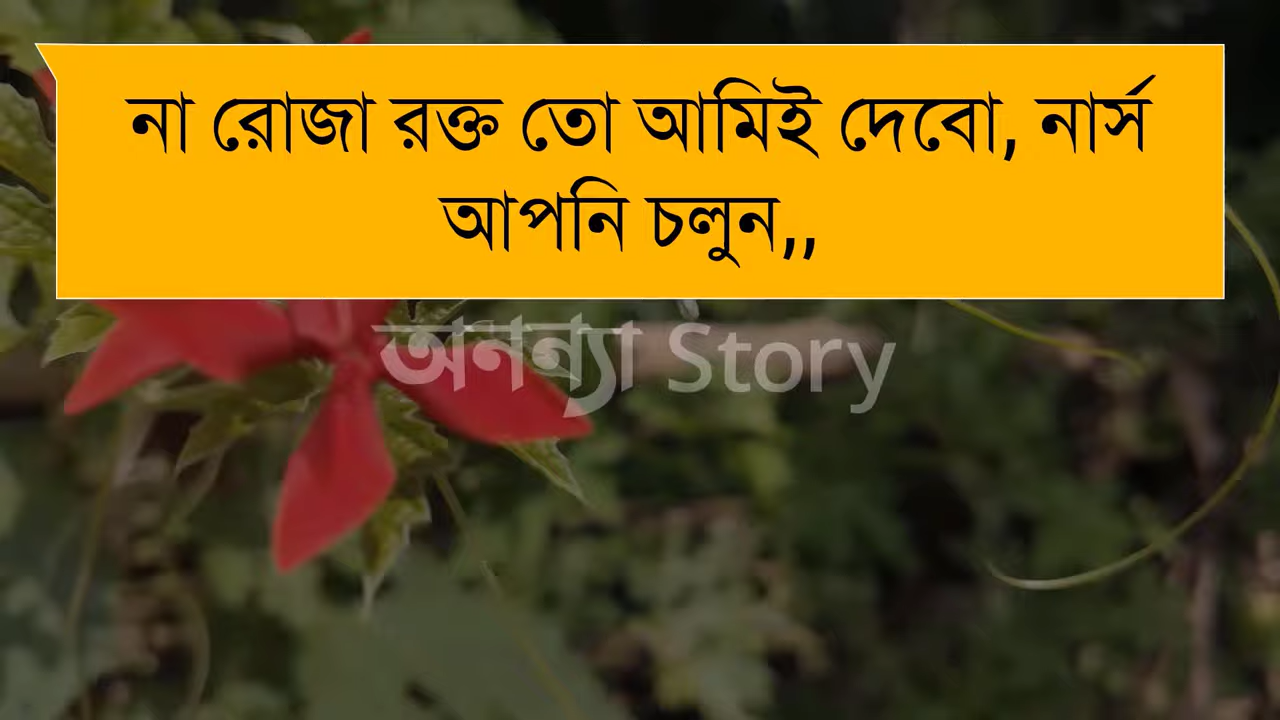 না রোজা রক্ত তো আমিই দেবো, নার্স
আপনি চলুন,,
অনন্যা Story